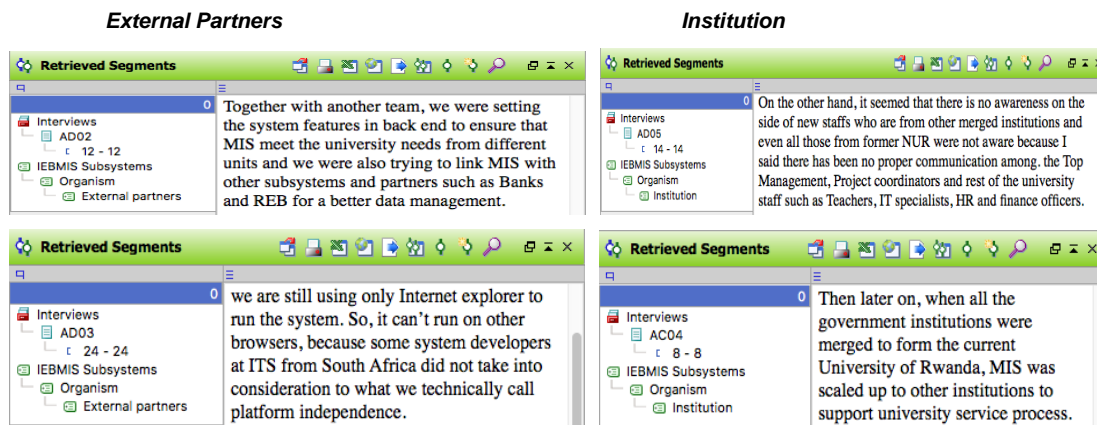 External Partners
Institution
Retrieved Segments
0
Interviews
AD02
12 - 12
IEBMIS Subsystems
Organism
External partners
Together with another team, we were setting
the system features in back end to ensure that
MIS meet the university needs from different
units and we were also trying to link MIS with
other subsystems and partners such as Banks
and REB for a better data management.
Retrieved Segments
0
Interviews
AD05
14 - 14
IEBMIS Subsystems
Organism
Institution
On the other hand, it seemed that there is no awareness on the
side of new staffs who are from other merged institutions and
even all those from former NUR were not aware because I
said there has been no proper communication among. the Top
Management, Project coordinators and rest of the university
staff such as Teachers, IT specialists, HR and finance officers.
Retrieved Segments
0
Interviews
AD03
24 - 24
IEBMIS Subsystems
Organism
External partners
we are still using only Internet explorer to
run the system. So, it can’t run on other
browsers, because some system developers
at ITS from South Africa did not take into
consideration to what we technically call
platform independence.
Retrieved Segments
0
Interviews
AC04
8 - 8
IEBMIS Subsystems
Organism
Institution
Then later on, when all the
government institutions were
merged to form the current
University of Rwanda, MIS was
scaled up to other institutions to
support university service process.